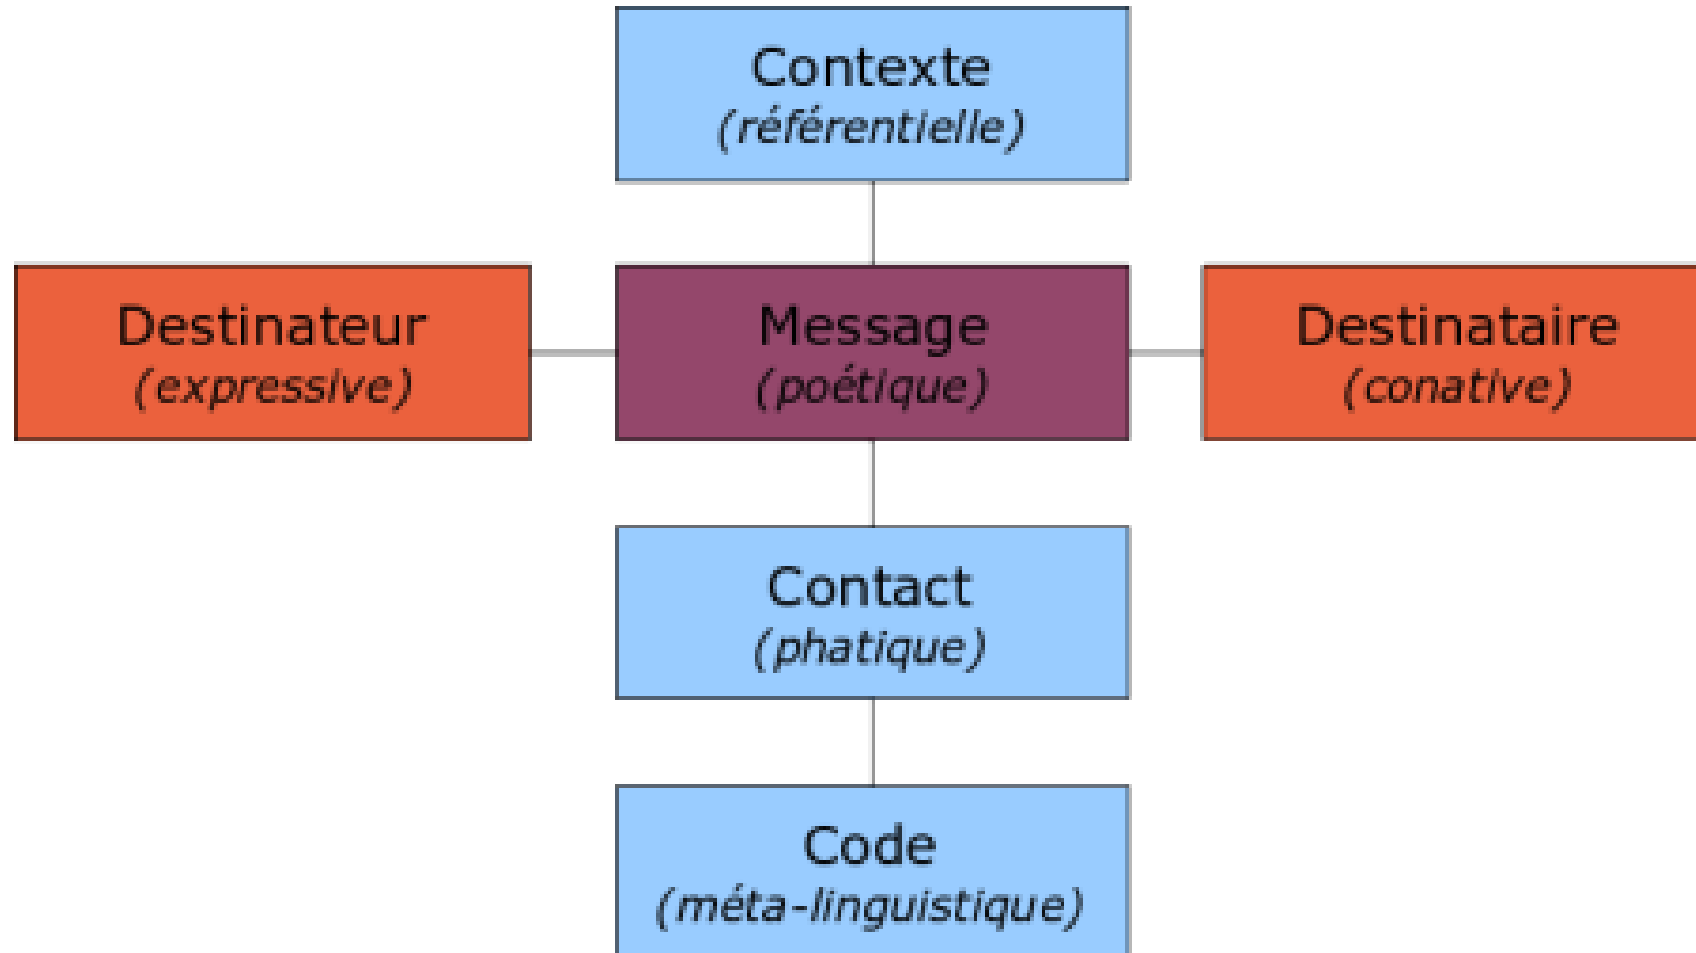 Contexte
(référentielle)
Destinateur
(expressive)
Message
(poétique)
Destinataire
(conative)
Contact
(phatique)
Code
(méta-linguistique)